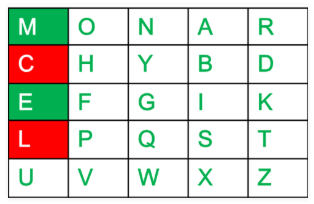 M O N A R
C H Y B D
E F G I K
L P Q S T
U V W X Z